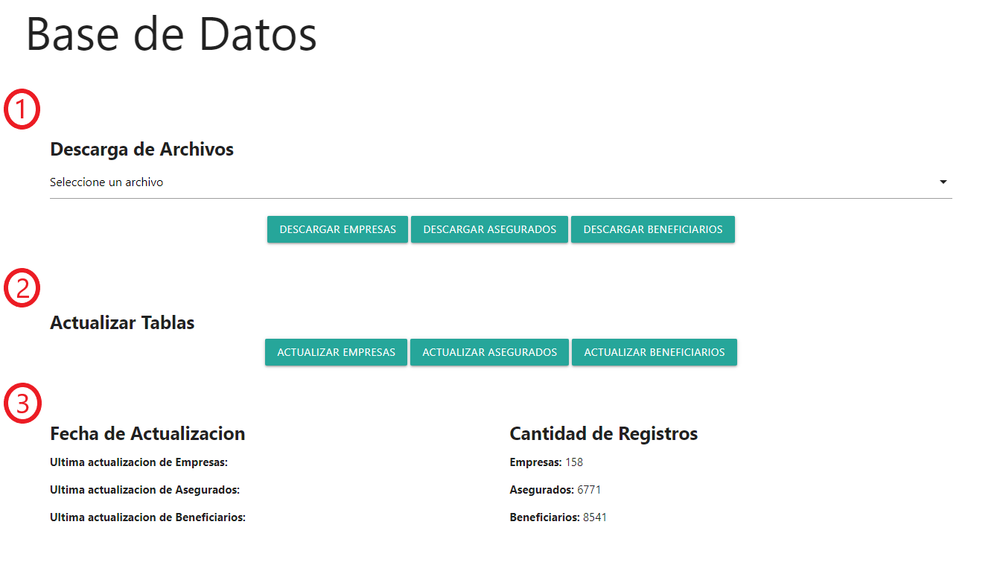 Base de Datos
1
Descarga de Archivos
Seleccione un archivo
DESCARGAR EMPRESAS DESCARGAR ASEGURADOS DESCARGAR BENEFICIARIOS
2
Actualizar Tablas
ACTUALIZAR EMPRESAS ACTUALIZAR ASEGURADOS ACTUALIZAR BENEFICIARIOS
3
Fecha de Actualizacion
Ultima actualizacion de Empresas:
Ultima actualizacion de Asegurados:
Ultima actualizacion de Beneficiarios:
Cantidad de Registros
Empresas: 158
Asegurados: 6771
Beneficiarios: 8541